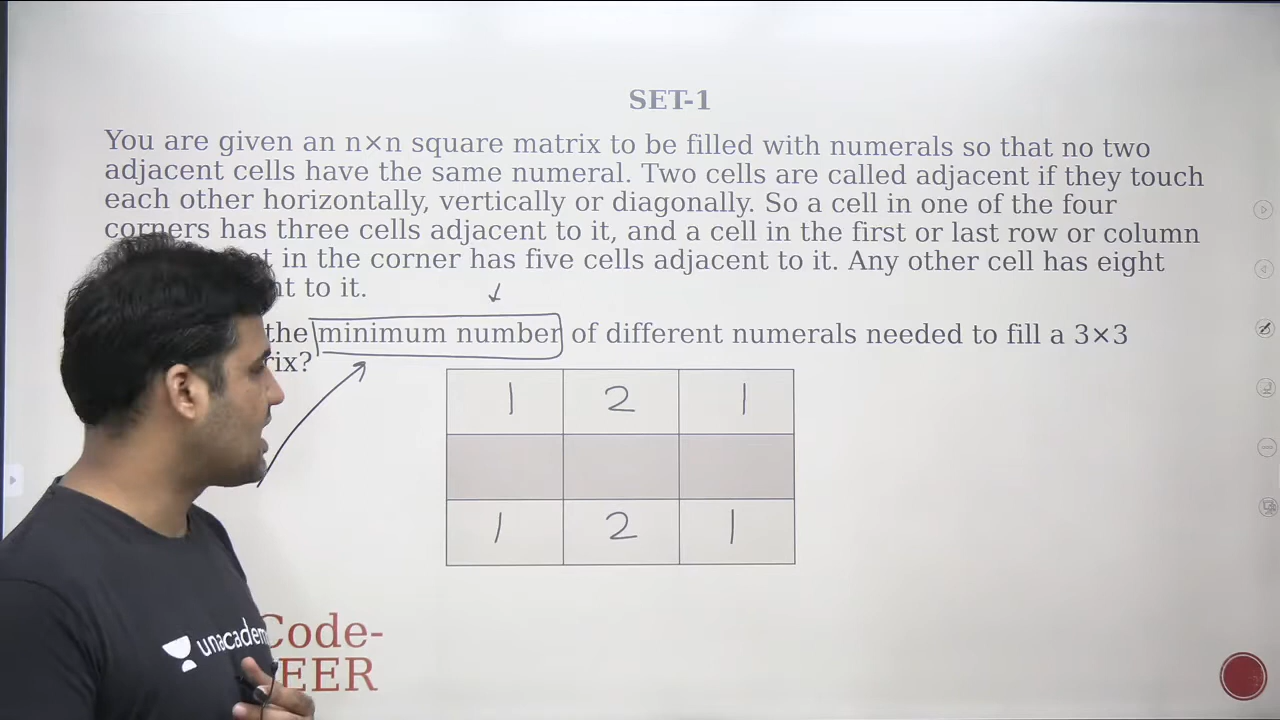 SET-1
You are given an n×n square matrix to be filled with numerals so that no two
adjacent cells have the same numeral. Two cells are called adjacent if they touch
each other horizontally, vertically or diagonally. So a cell in one of the four
corners has three cells adjacent to it, and a cell in the first or last row or column
in the corner has five cells adjacent to it. Any other cell has eight
to it.
the minimum number of different numerals needed to fill a 3×3
1 2 1
1 2 1
Code-
unacadem